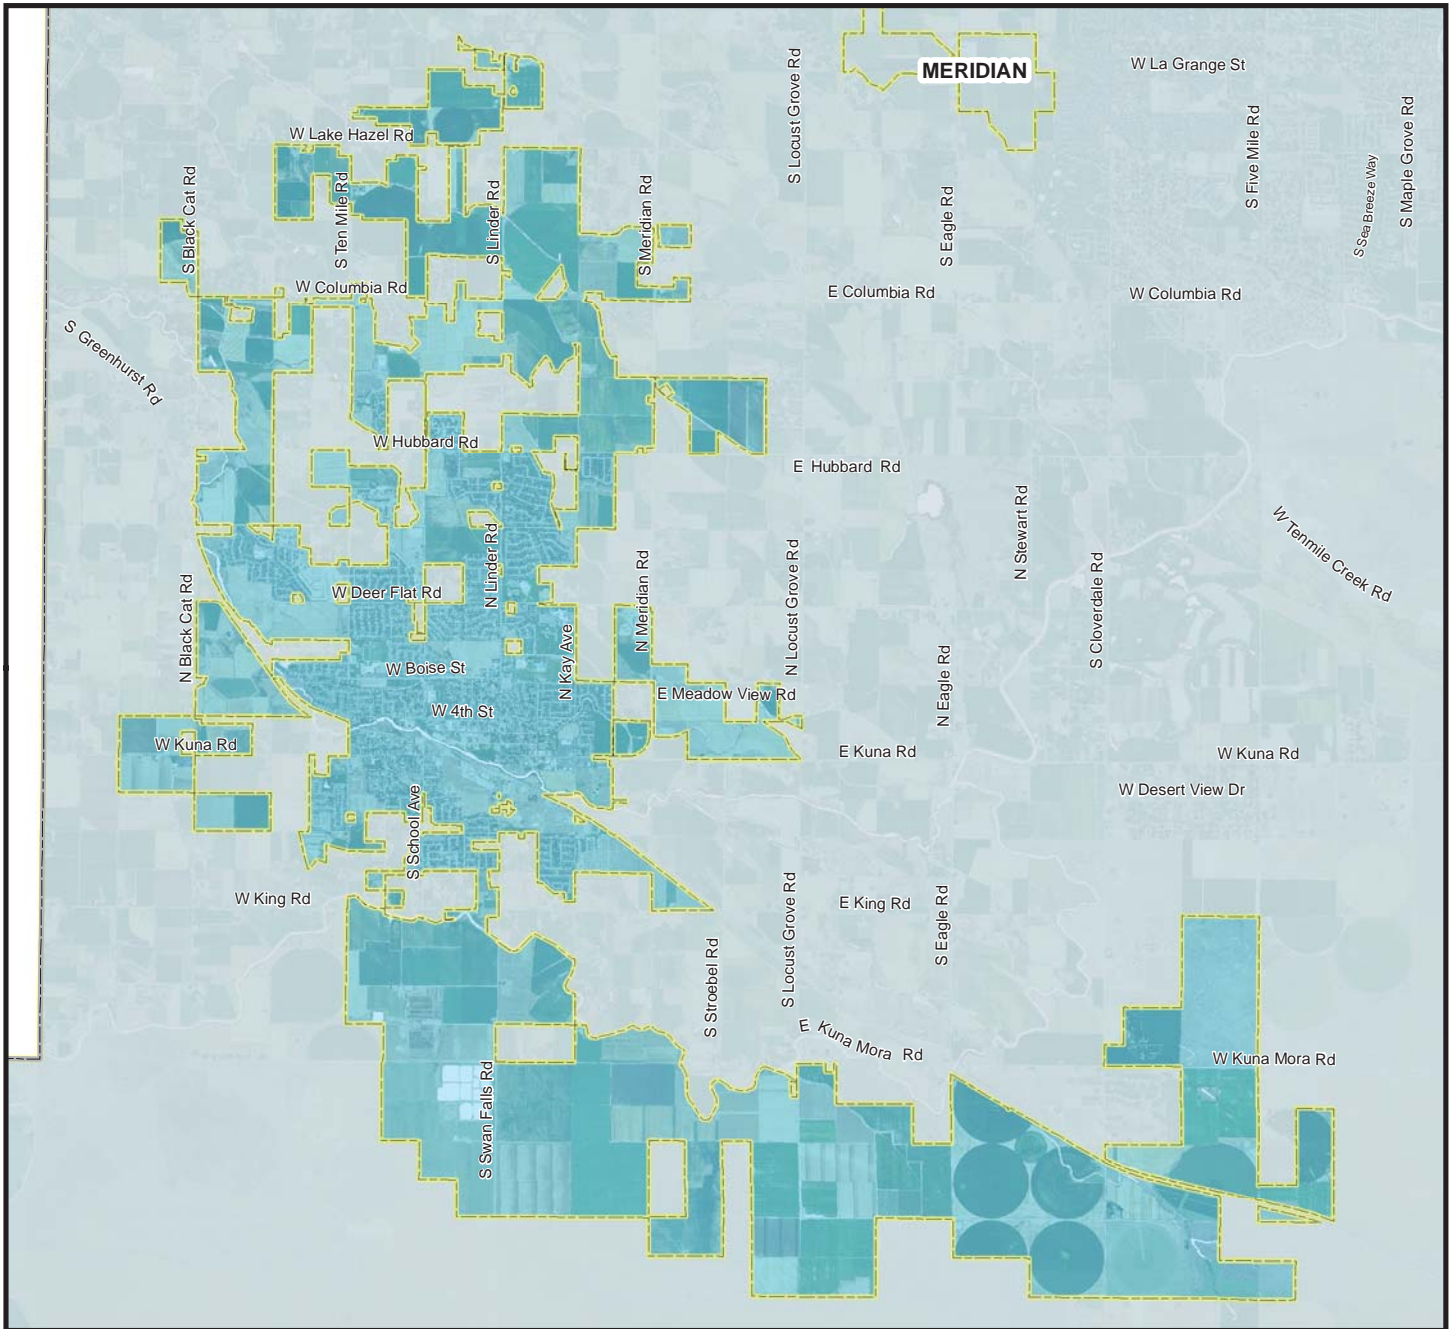 W La Grange St
MERIDIAN
S Locust Grove Rd
S Five Mile Rd
S Maple Grove Rd
W Lake Hazel Rd
S Black Cat Rd
S Ten Mile Rd
S Linder Rd
S Meridian Rd
S Eagle Rd
S Sea Breeze Way
W Columbia Rd
E Columbia Rd
W Columbia Rd
S Greenhurst Rd
W Hubbard Rd
E Hubbard Rd
N Stewart Rd
W Tenmile Creek Rd
N Linder Rd
N Meridian Rd
N Locust Grove Rd
S Cloverdale Rd
W Deer Flat Rd
N Black Cat Rd
N Kay Ave
N Eagle Rd
W Boise St
E Meadow View Rd
W 4th St
W Kuna Rd
E Kuna Rd
W Kuna Rd
W Desert View Dr
S School Ave
W King Rd
E King Rd
S Locust Grove Rd
S Eagle Rd
S Stroebel Rd
E Kuna Mora Rd
W Kuna Mora Rd
S Swan Falls Rd